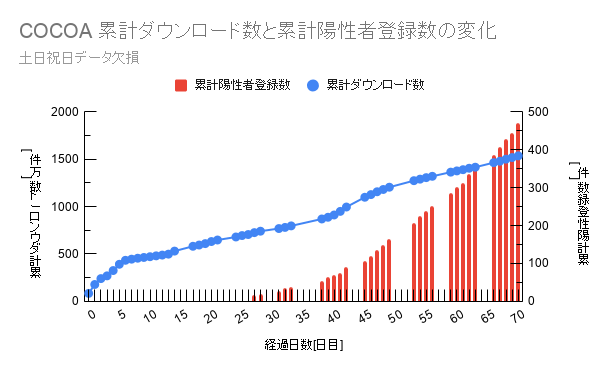 COCOA 累計ダウンロード数と累計陽性者登録数の変化
土日祝日データ欠損
累計陽性者登録数 累計ダウンロード数
2000
1500
1000
500
0
累計ダウンロード数[万件]
500
400
300
200
100
0
累計陽性登録数[件]
0 5 10 15 20 25 30 35 40 45 50 55 60 65 70
経過日数[日目]